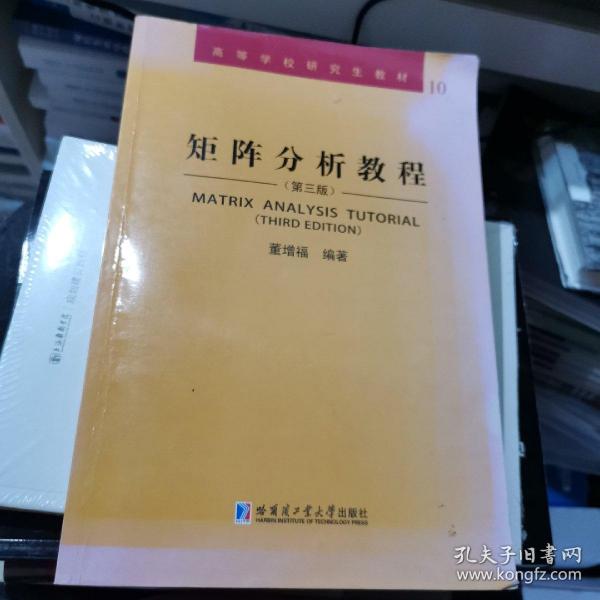 高等学校研究生教材
10
矩阵分析教程
（第三版）
MATRIX ANALYSIS TUTORIAL
(THIRD EDITION)
董增福 编著
哈尔滨工业大学出版社
HARBIN INSTITUTE OF TECHNOLOGY PRESS
孔夫子旧书网
www.kongfz.com